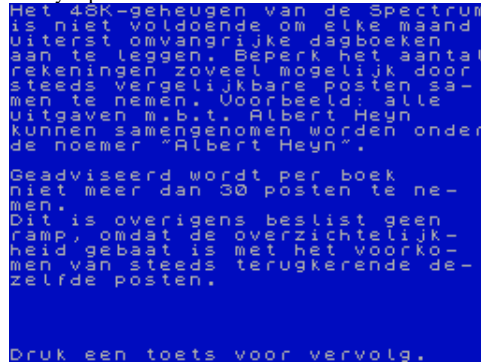 Het 48K-geheugen van de Spectrum
is niet voldoende om elke maand
uiterst omvangrijke dagboeken
aan te leggen. Beperk het aantal
rekeningen zoveel mogelijk door
steeds vergelijkbare posten sa-
men te nemen. Voorbeeld: alle
uitgaven m.b.t. Albert Heyn
kunnen samengenomen worden onder
de noemer "Albert Heyn".
Geadviseerd wordt per boek
niet meer dan 30 posten te ne-
men.
Dit is overigens beslist geen
ramp, omdat de overzichtelijk-
heid gebaat is met het voorko-
men van steeds terugkerende de-
zelfde posten.
Druk een toets voor vervolg.